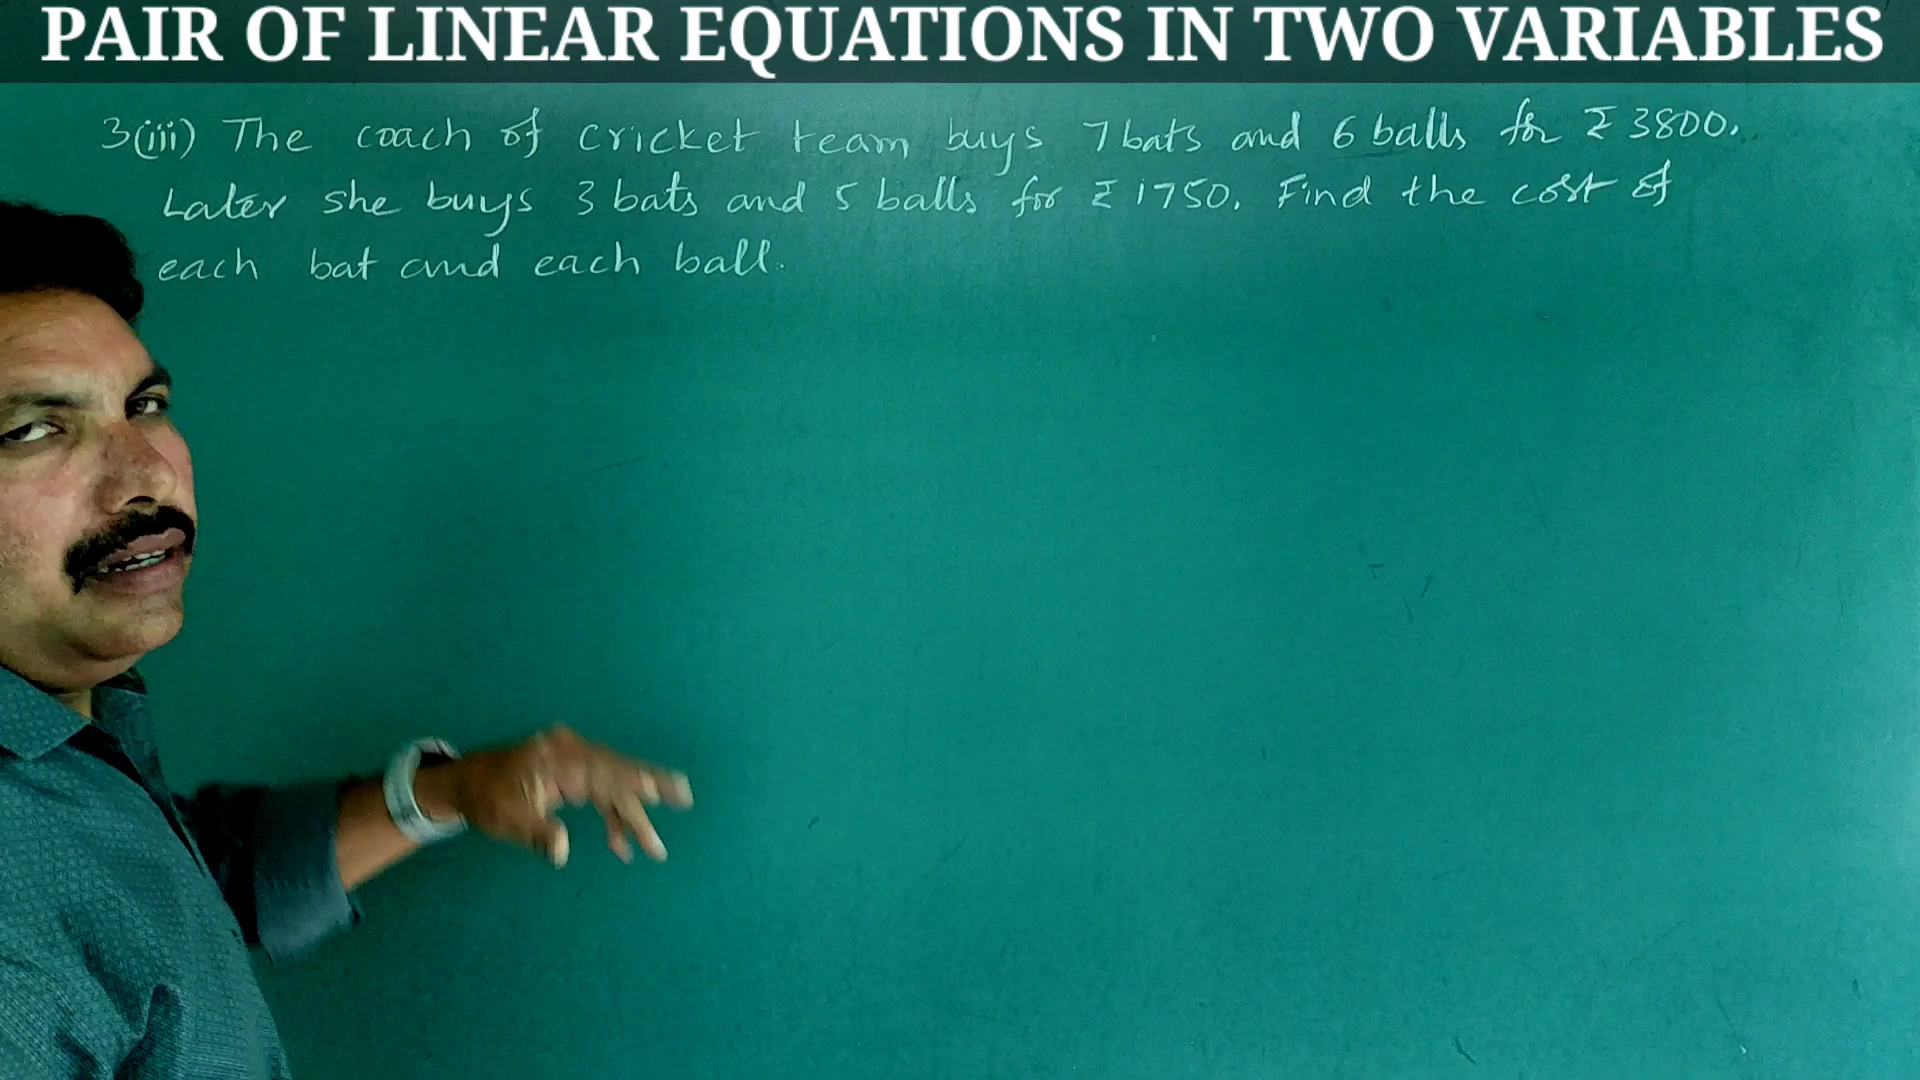 PAIR OF LINEAR EQUATIONS IN TWO VARIABLES
3(iii) The coach of cricket team buys 7 bats and 6 balls for ₹ 3800.
Later she buys 3 bats and 5 balls for ₹ 1750. Find the cost of
each bat and each ball.